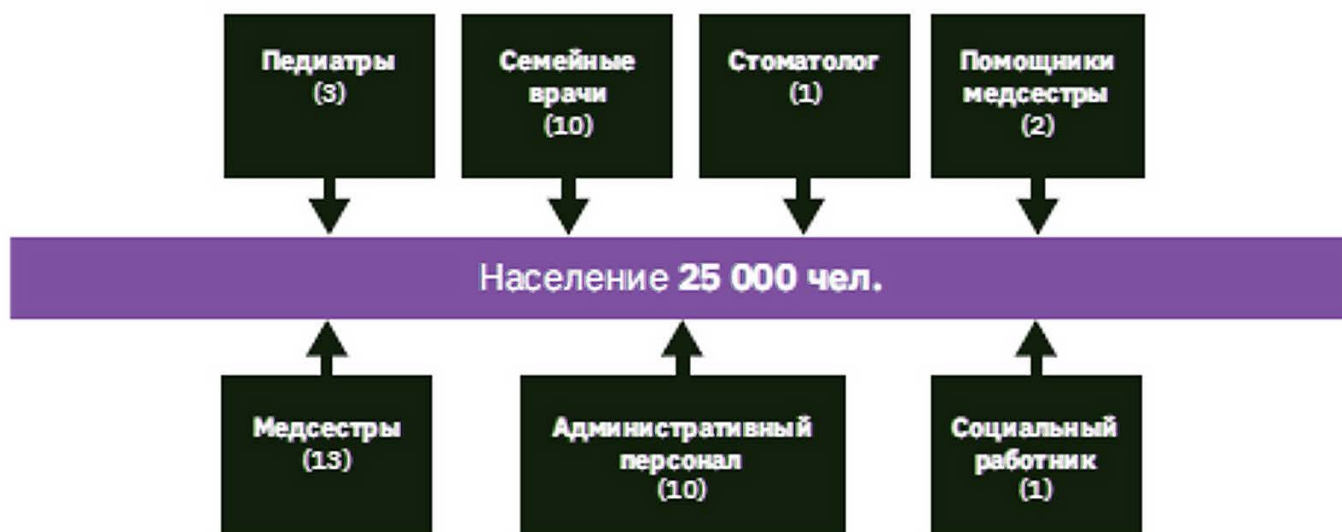 Педиатры
(3)
Семейные
врачи
(10)
Стоматолог
(1)
Помощники
медсестры
(2)
Население 25 000 чел.
Медсестры
(13)
Административный
персонал
(10)
Социальный
работник
(1)